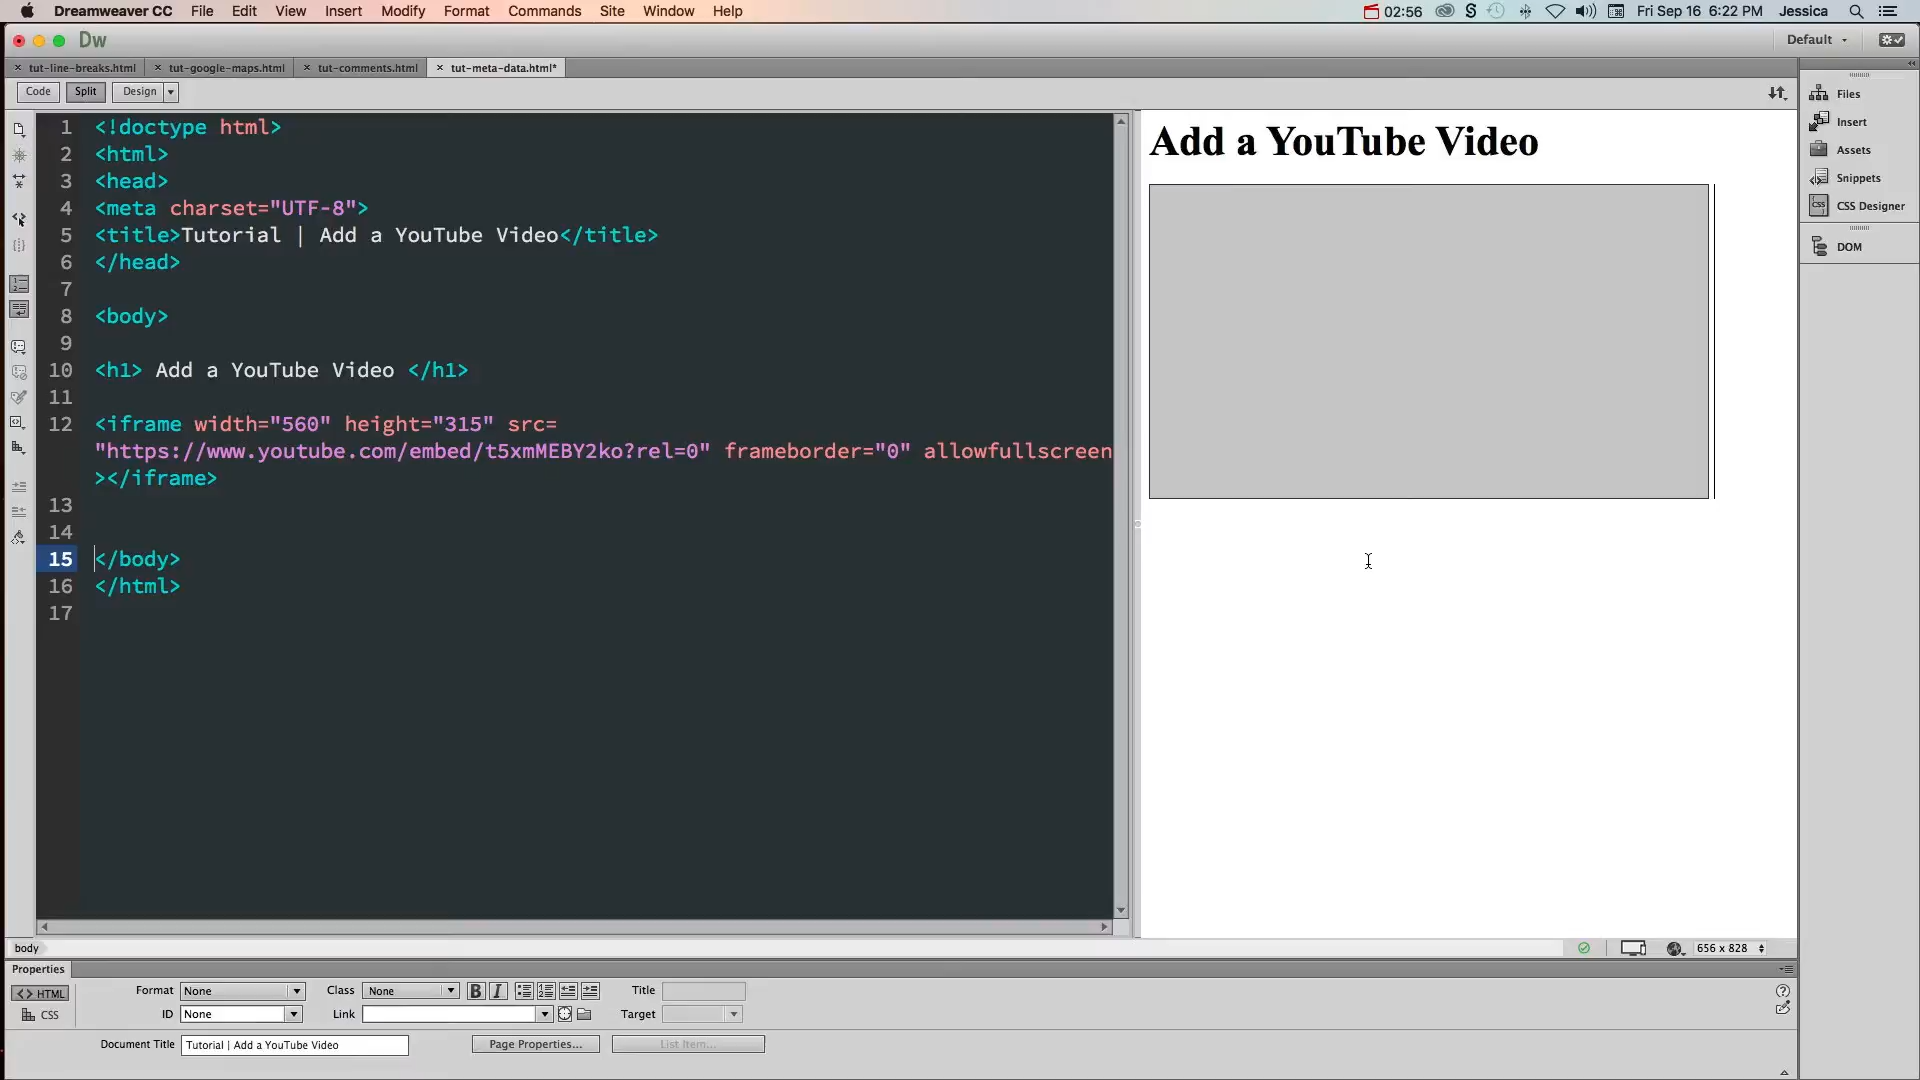 Dreamweaver CC File Edit View Insert Modify Format Commands Site Window Help 02:56 Fri Sep 16 6:22 PM Jessica
Dw Default
tut-line-breaks.html tut-google-maps.html tut-comments.html tut-meta-data.html*
Code Split Design
1 <!doctype html>
2 <html>
3 <head>
4 <meta charset="UTF-8">
5 <title>Tutorial | Add a YouTube Video</title>
6 </head>
7
8 <body>
9
10 <h1> Add a YouTube Video </h1>
11
12 <iframe width="560" height="315" src=
"https://www.youtube.com/embed/t5xmMEBY2ko?rel=0" frameborder="0" allowfullscreen
></iframe>
13
14
15 </body>
16 </html>
17
Add a YouTube Video
Files
Insert
Assets
Snippets
CSS Designer
DOM
body 656 x 828
Properties
<> HTML Format None Class None B I Title
CSS ID None Link Target
Document Title Tutorial | Add a YouTube Video Page Properties... List Item...